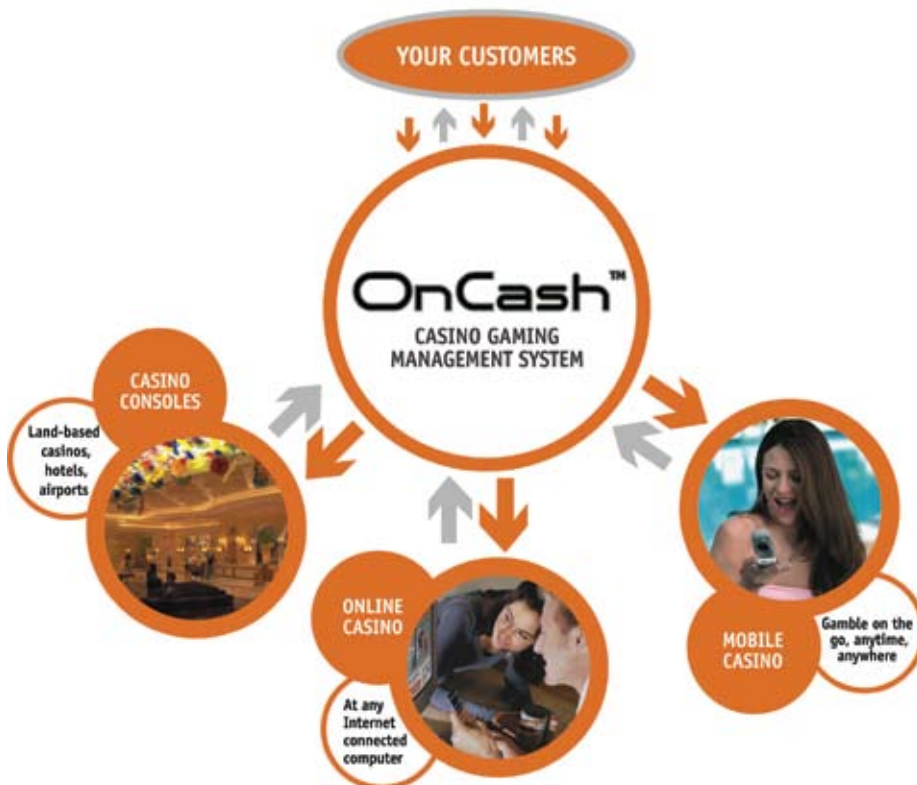 YOUR CUSTOMERS
OnCash™
CASINO GAMING
MANAGEMENT SYSTEM
CASINO
CONSOLES
Land-based
casinos,
hotels,
airports
ONLINE
CASINO
At any
Internet
connected
computer
MOBILE
CASINO
Gamble on the
go, anytime,
anywhere